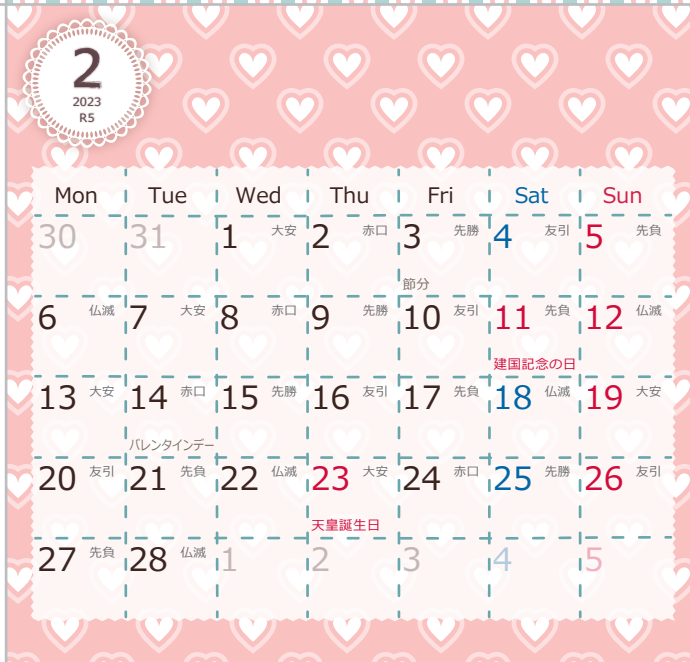 2
2023
R5
Mon Tue Wed Thu Fri Sat Sun
30 31 1 大安 2 赤口 3 先勝 4 友引 5 先負
節分
6 仏滅 7 大安 8 赤口 9 先勝 10 友引 11 先負 12 仏滅
建国記念の日
13 大安 14 赤口 15 先勝 16 友引 17 先負 18 仏滅 19 大安
バレンタインデー
20 友引 21 先負 22 仏滅 23 大安 24 赤口 25 先勝 26 友引
天皇誕生日
27 先負 28 仏滅 1 2 3 4 5